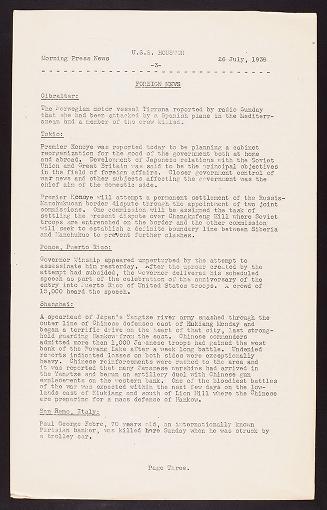 U.S.S. HOUSTON
Morning Press News 26 July, 1938
-3-
FOREIGN NEWS
Gibraltar:
The Norwegian motor vessel Tirrana reported by radio Sunday
that she had been attacked by a Spanish plane in the Mediterr-
anean and a member of the crew killed.
Tokio:
Premier Konoye was reported today to be planning a cabinet
reorganization for the good of the government both at home
and abroad. Development of Japanese relations with the Soviet
Union and Great Britain was said to be the principal objectives
in the field of foreign affairs. Closer government control of
war news and other subjects affecting the government was the
chief aim of the domestic side.
Premier Konoye will attempt a permanent settlement of the Russia-
Manchukuoan border dispute through the appointment of two joint
commissions. One commission will be assigned the task of
settling the present dispute over Changkufeng Hill where Soviet
troops are entrenched on the border and the other commission
will seek to establish a definite boundary line between Siberia
and Manchukuo to prevent further clashes.
Ponce, Puerto Rico:
Governor Winship appeared unperturbed by the attempt to
assassinate him yesterday. After the uproar created by the
attempt had subsided, the Governor delivered his scheduled
speech as part of the celebration of the anniversary of the
entry into Puerto Rico of United States troops. A crowd of
15,000 heard the speech.
Shanghai:
A spearhead of Japan's Yangtze river army smashed through the
outer line of Chinese defenses east of Kiukiang Monday and
began a terrific drive on the heart of that city, last strong-
hold guarding Hankow from the east. Chinese commanders
admitted more than 2,000 Japanese troops had gained the west
bank of the Poyang Lake after a week long battle. Undenied
reports indicated losses on both sides were exceptionally
heavy. Chinese reinforcements were rushed to the area and
it was reported that many Japanese warships had arrived in
the Yangtze and began an artillery duel with Chinese gun
emplacements on the western bank. One of the bloodiest battles
of the war was expected within the next few days on the low-
lands east of Kiukiang and south of Lion Hill where the Chinese
are preparing for a mass defense of Hankow.
San Remo, Italy:
Paul George Fabre, 70 years old, an internationally known
Parisian banker, was killed here Sunday when he was struck by
a trolley car.
Page Three.